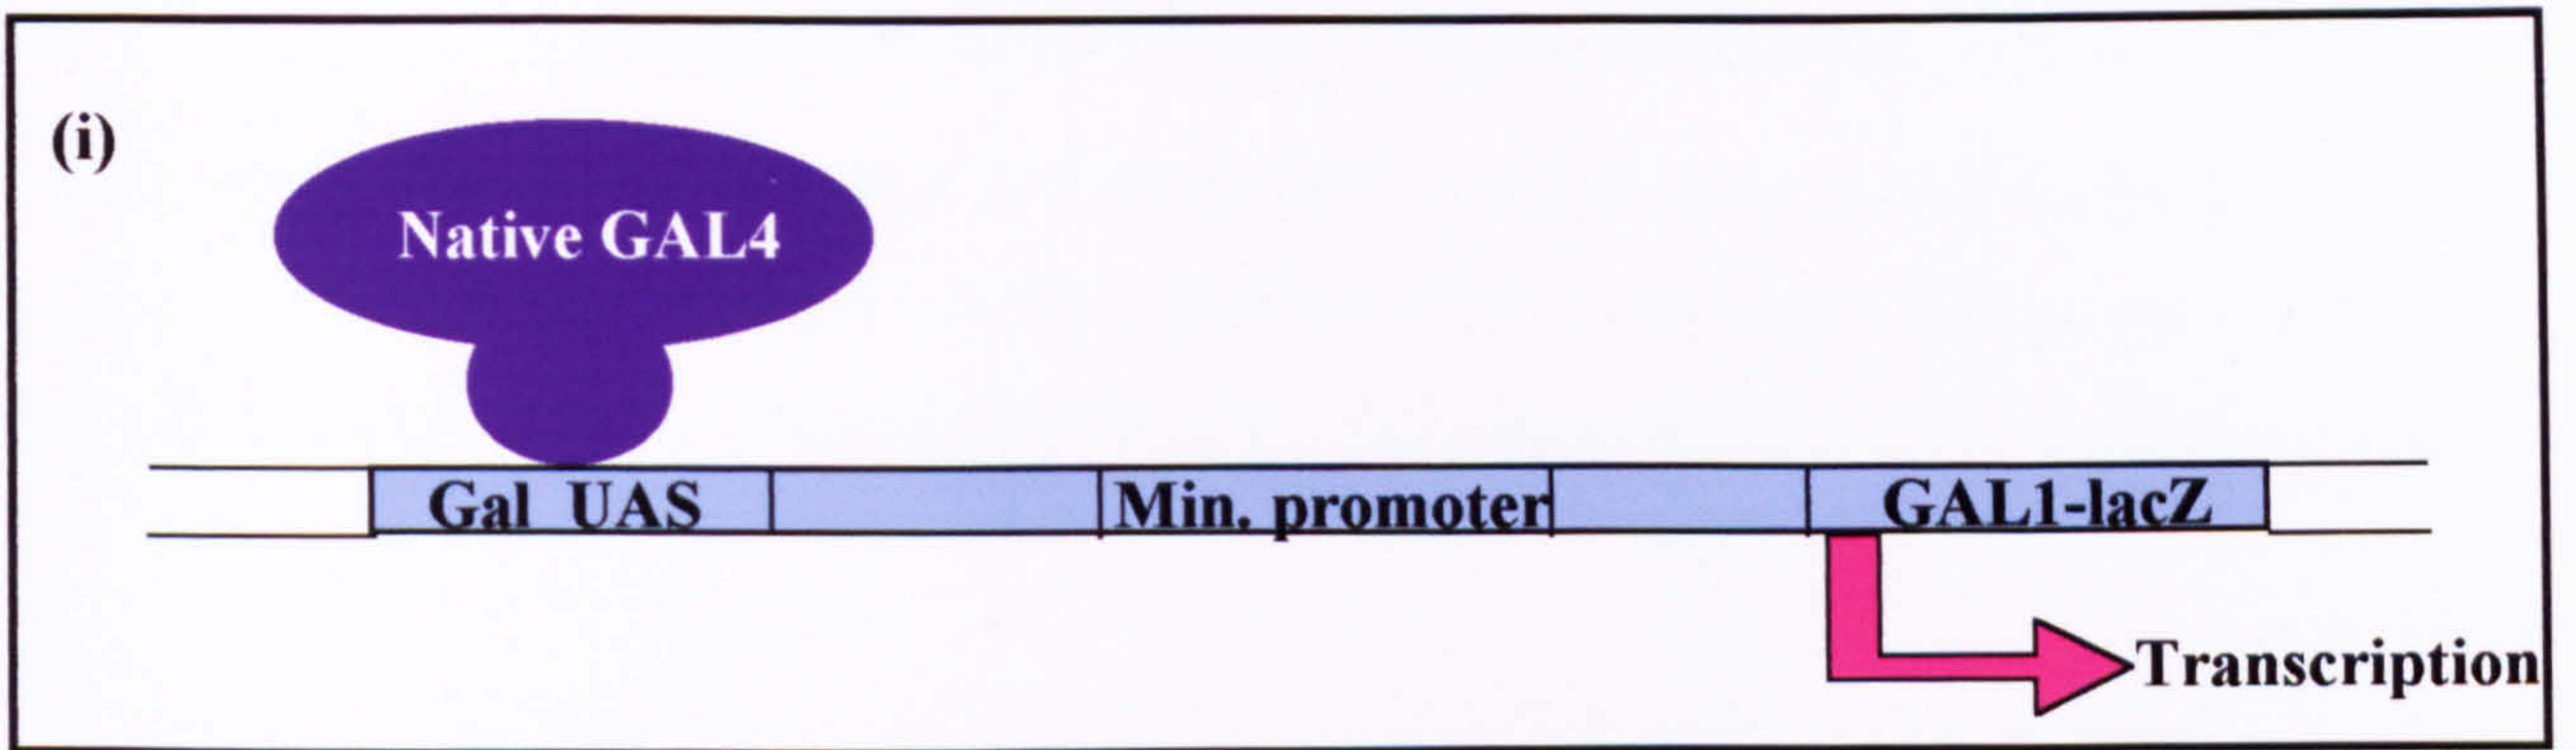 (i)
Native GAL4
Gal UAS
Min. promoter
GAL1-lacZ
Transcription